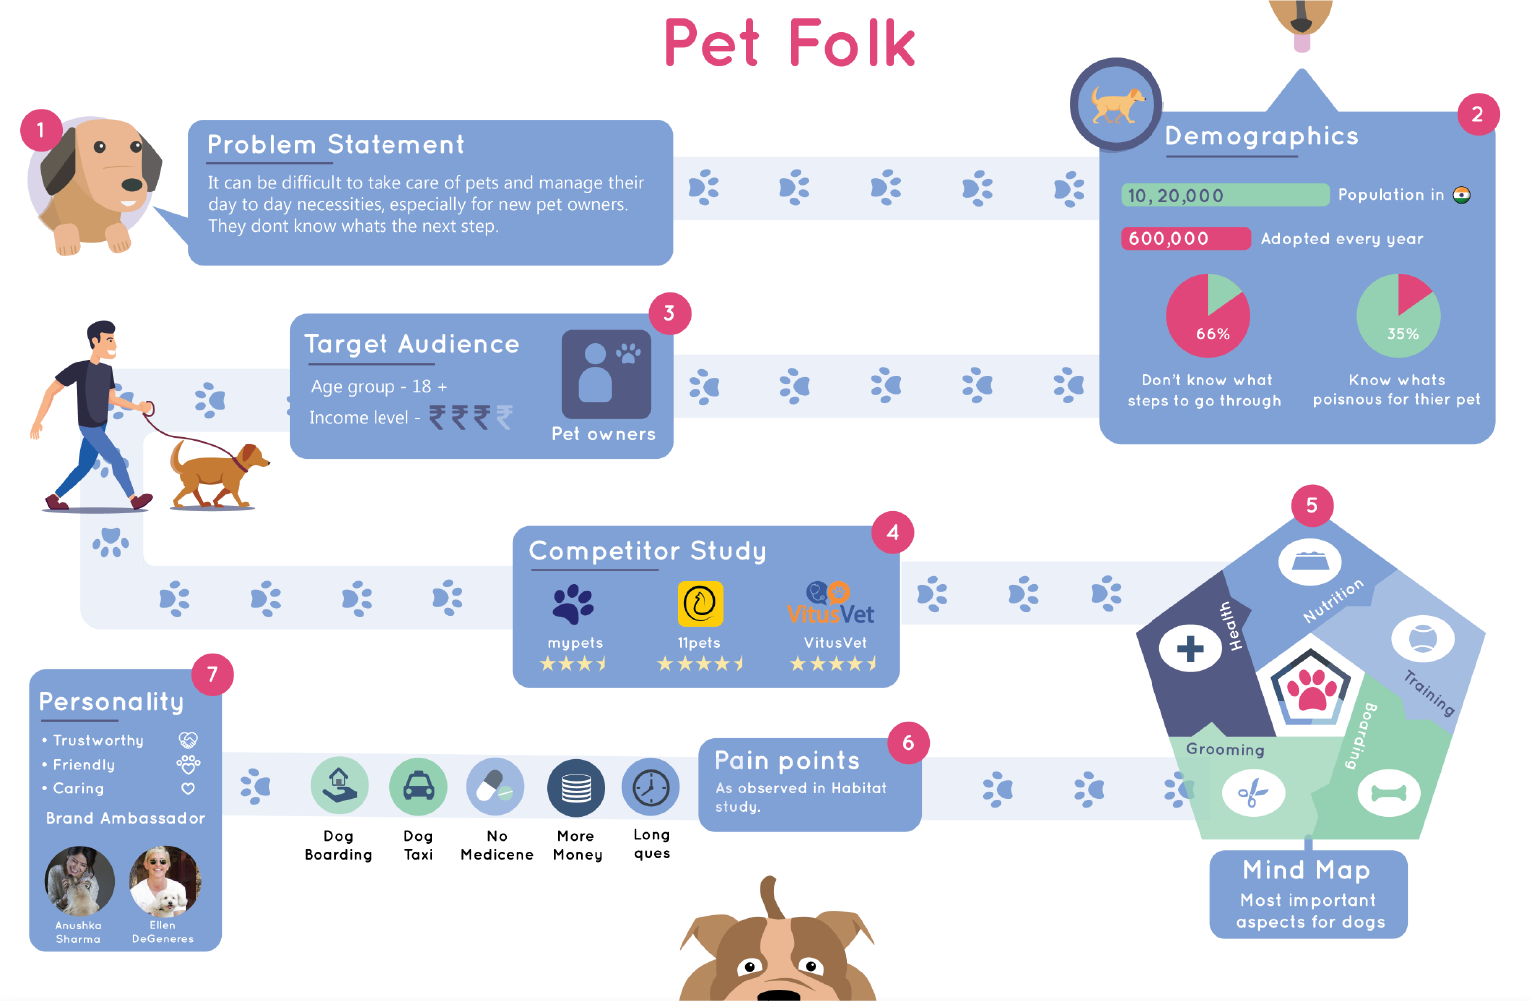 Pet Folk
1
Problem Statement
It can be difficult to take care of pets and manage their
day to day necessities, especially for new pet owners.
They dont know whats the next step.
2
Demographics
10,20,000
Population in
600,000
Adopted every year
66%
Don't know what
steps to go through
35%
Know whats
poisnous for thier pet
3
Target Audience
Age group - 18 +
Income level - ₹ ₹ ₹ ₹
Pet owners
4
Competitor Study
mypets
11pets
VitusVet
VitusVet
5
Nutrition
Health
Training
Boarding
Grooming
Mind Map
Most important
aspects for dogs
6
Pain points
As observed in Habitat
study.
Long
ques
More
Money
No
Medicene
Dog
Taxi
Dog
Boarding
7
Personality
• Trustworthy
• Friendly
• Caring
Brand Ambassador
Anushka
Sharma
Ellen
DeGeneres